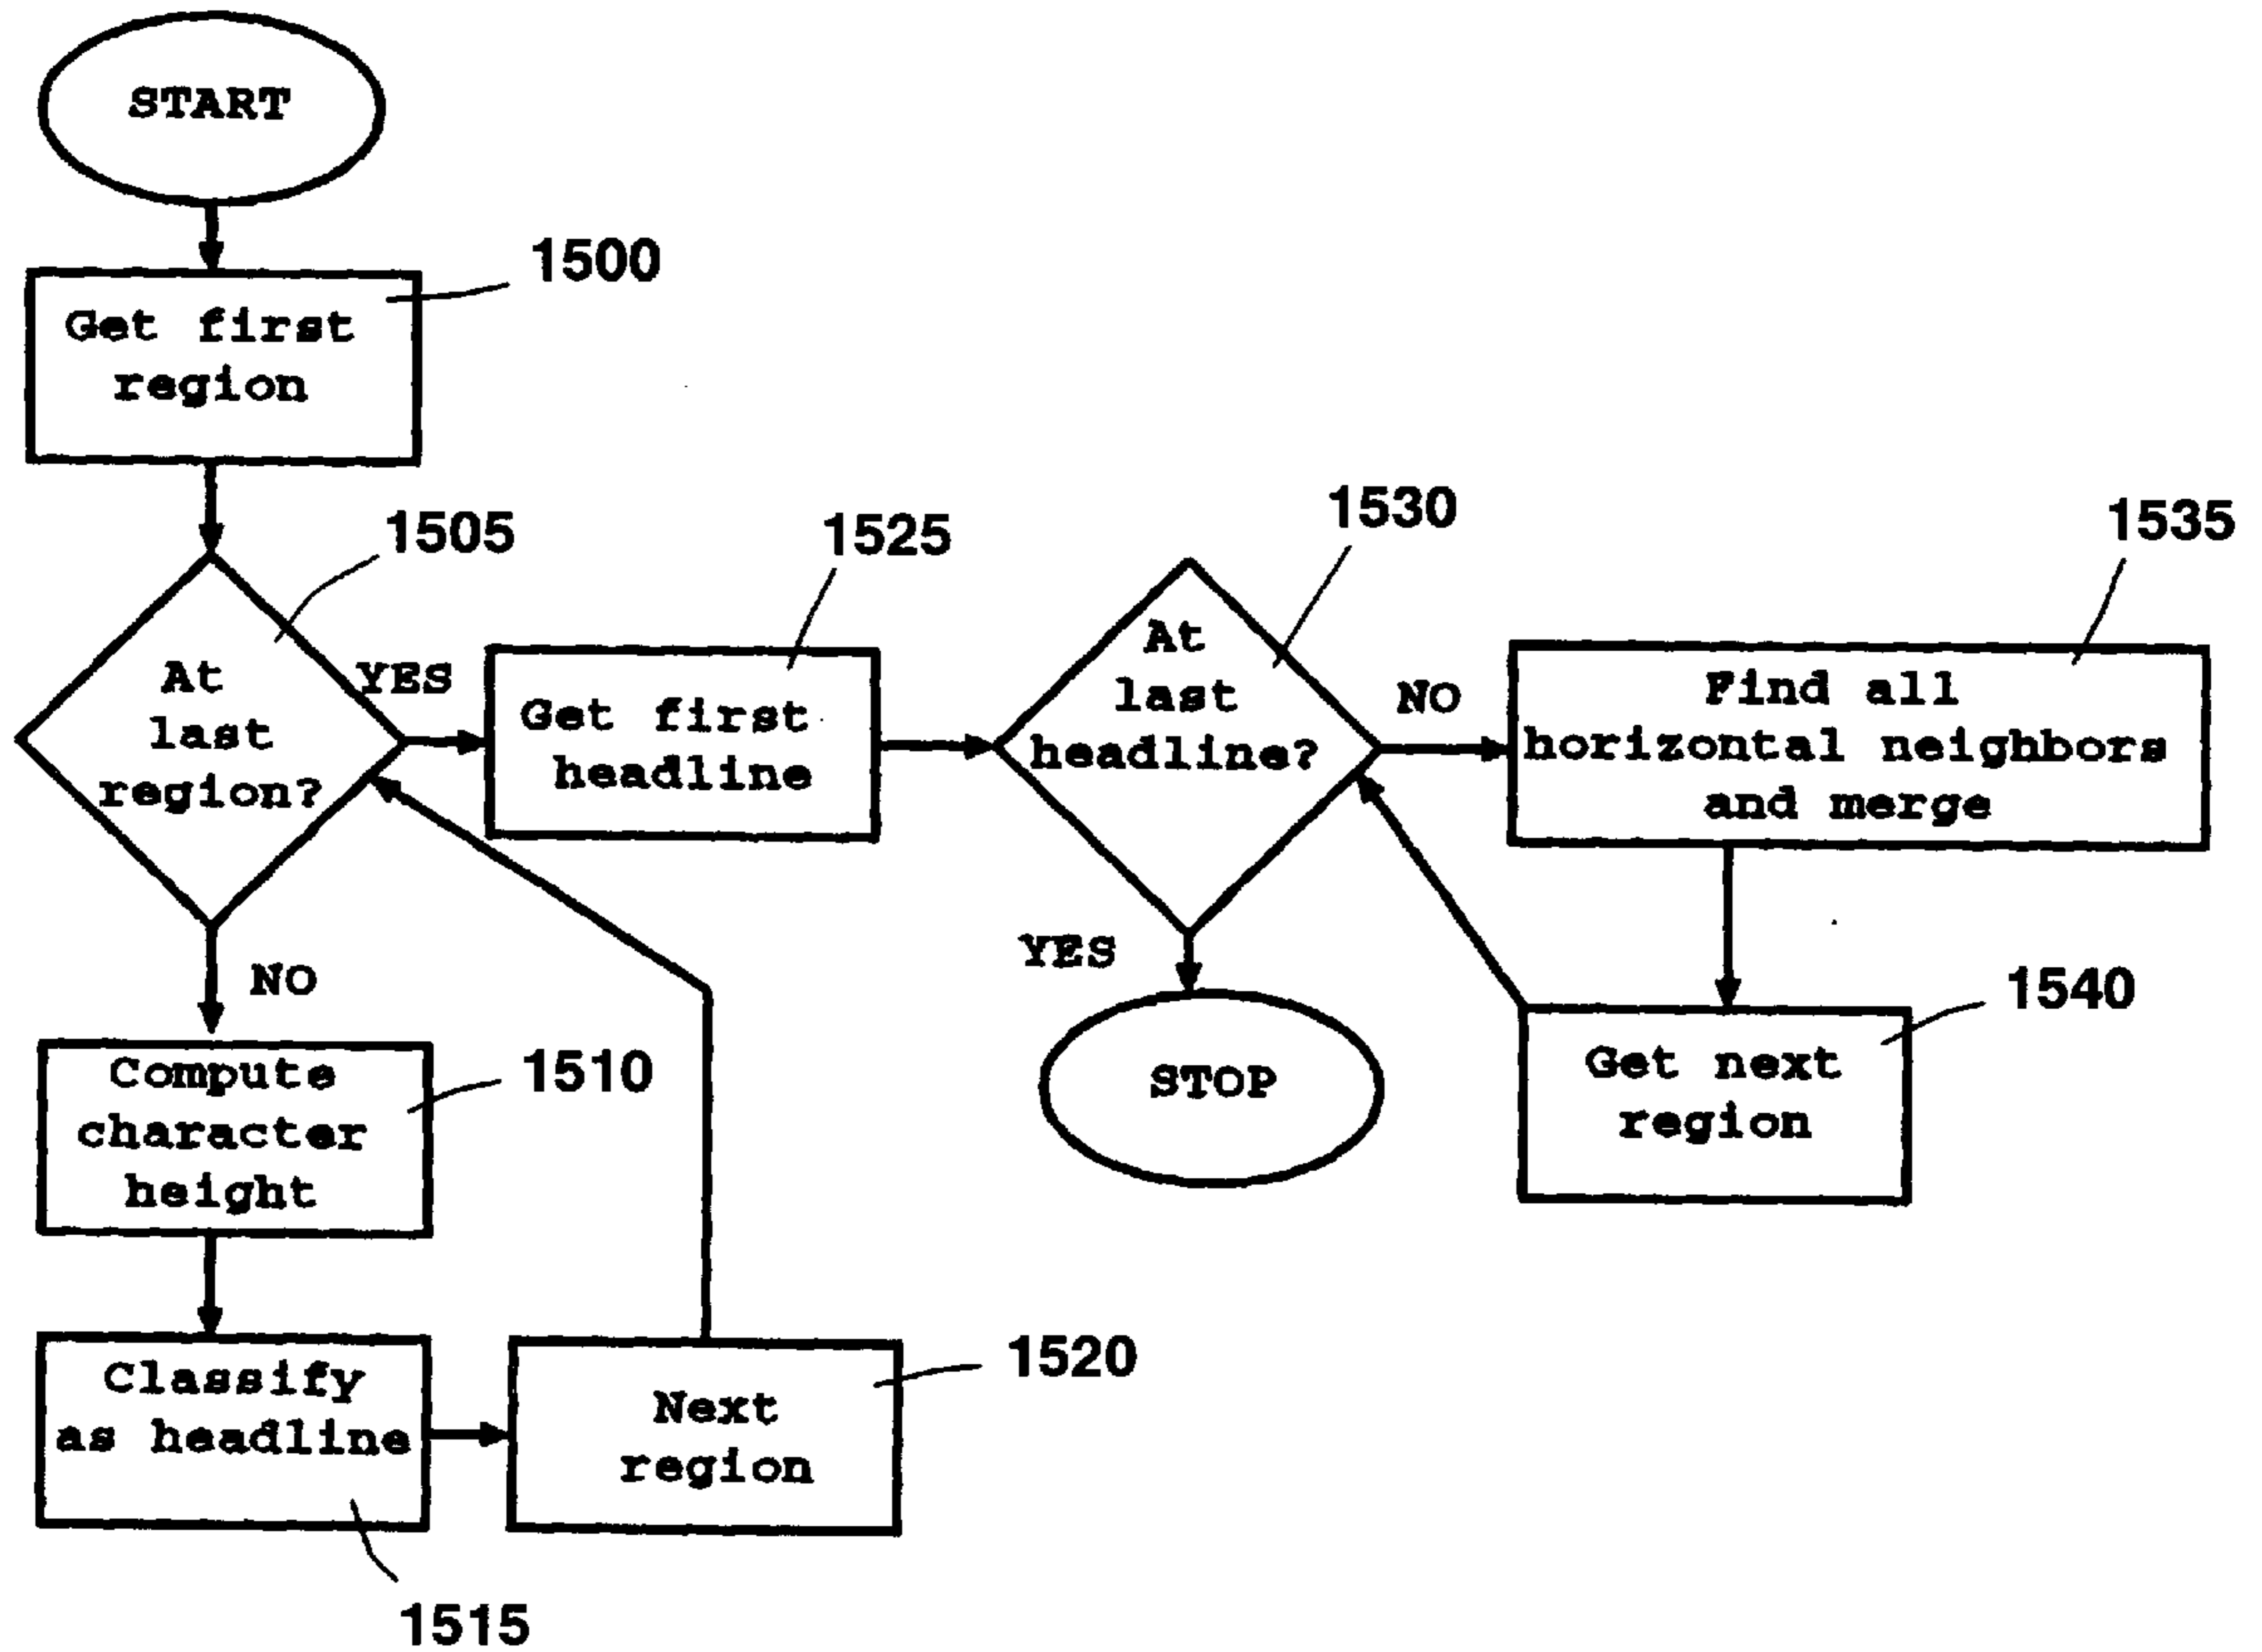 START
1500
Get first
region
1505
At
last
region?
YES
NO
1525
Get first
headline
1530
At
last
headline?
NO
YES
1535
Find all
horizontal neighbors
and merge
1540
Get next
region
STOP
1510
Compute
character
height
Classify
as headline
1515
1520
Next
region